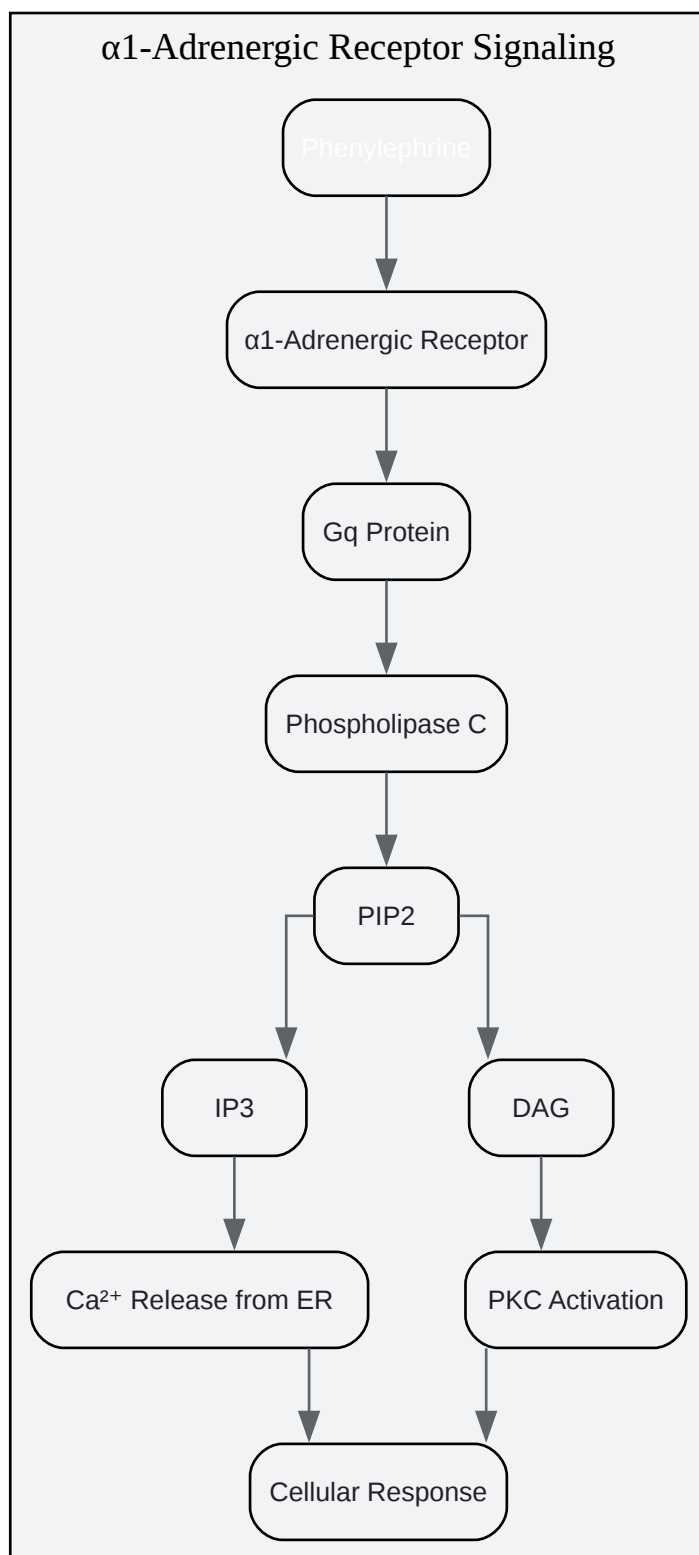 α1-Adrenergic Receptor Signaling
Phenylephrine
α1-Adrenergic Receptor
Gq Protein
Phospholipase C
PIP2
IP3
DAG
Ca²⁺ Release from ER
PKC Activation
Cellular Response